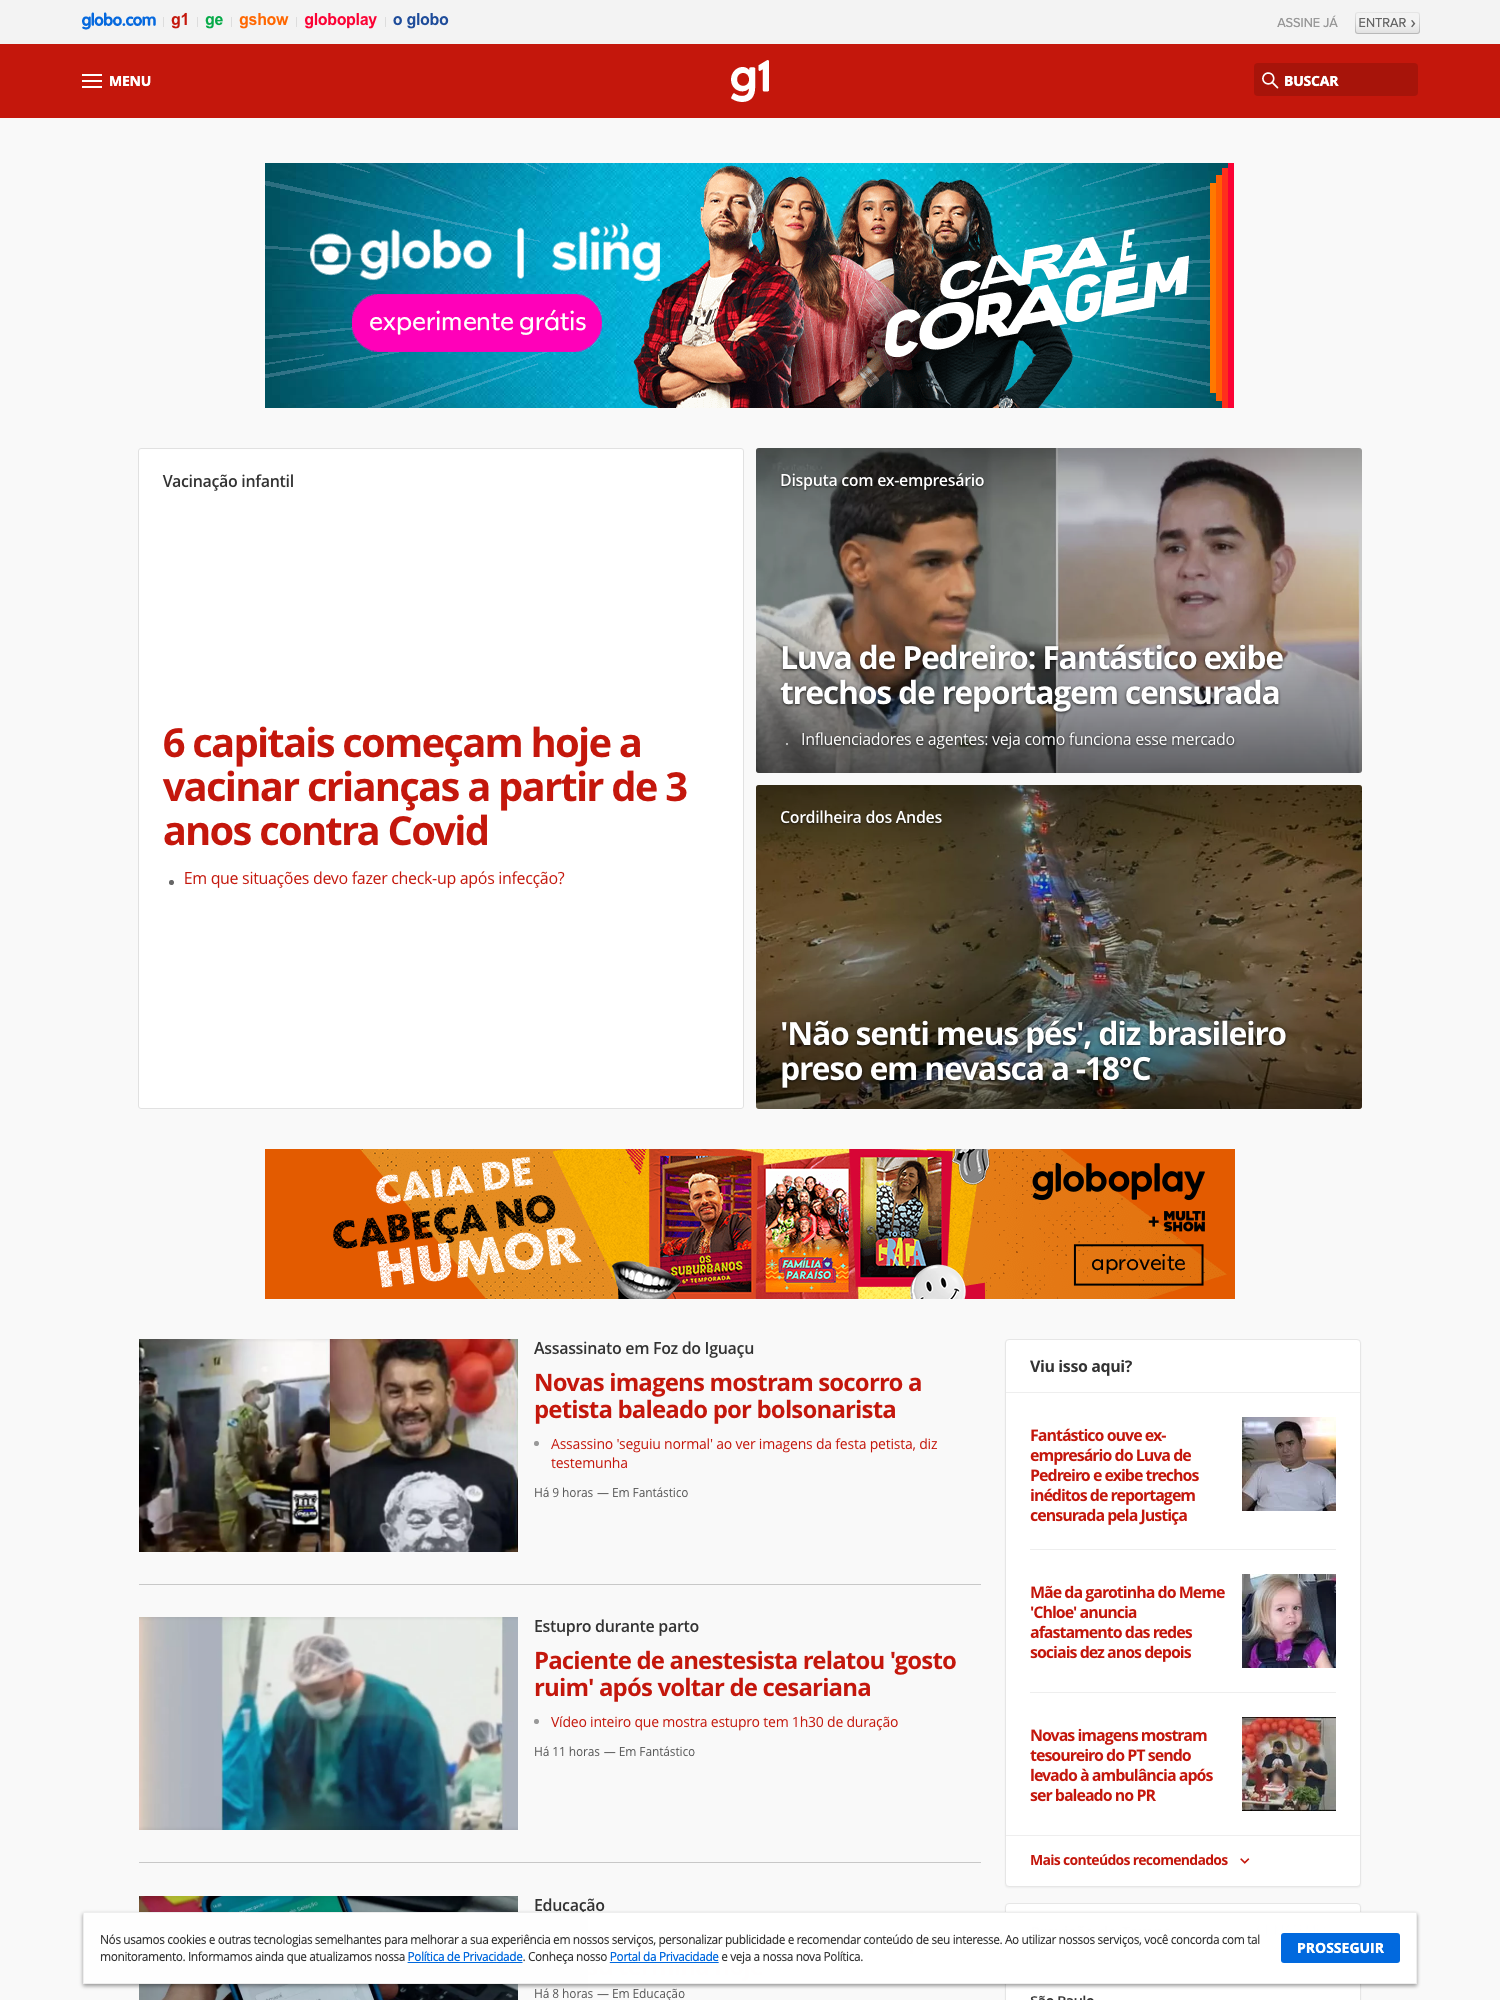 globo.com g1 ge gshow globoplay o globo
ASSINE JÁ ENTRAR ›
MENU
g1
BUSCAR
globo | sling
experimente grátis
CARA E
CORAGEM
Vacinação infantil
6 capitais começam hoje a
vacinar crianças a partir de 3
anos contra Covid
Em que situações devo fazer check-up após infecção?
Disputa com ex-empresário
Luva de Pedreiro: Fantástico exibe
trechos de reportagem censurada
Influenciadores e agentes: veja como funciona esse mercado
Cordilheira dos Andes
'Não senti meus pés', diz brasileiro
preso em nevasca a -18°C
CAIA DE
CABEÇA NO
HUMOR
OS
SUBURBANOS
6ª TEMPORADA
FAMÍLIA
PARAÍSO
TÔ DE
GRAÇA
globoplay
+ MULTI
SHOW
aproveite
Assassinato em Foz do Iguaçu
Novas imagens mostram socorro a
petista baleado por bolsonarista
Assassino 'seguiu normal' ao ver imagens da festa petista, diz
testemunha
Há 9 horas — Em Fantástico
Estupro durante parto
Paciente de anestesista relatou 'gosto
ruim' após voltar de cesariana
Vídeo inteiro que mostra estupro tem 1h30 de duração
Há 11 horas — Em Fantástico
Educação
Há 8 horas — Em Educação
Viu isso aqui?
Fantástico ouve ex-
empresário do Luva de
Pedreiro e exibe trechos
inéditos de reportagem
censurada pela Justiça
Mãe da garotinha do Meme
'Chloe' anuncia
afastamento das redes
sociais dez anos depois
Novas imagens mostram
tesoureiro do PT sendo
levado à ambulância após
ser baleado no PR
Mais conteúdos recomendados
São Paulo
Nós usamos cookies e outras tecnologias semelhantes para melhorar a sua experiência em nossos serviços, personalizar publicidade e recomendar conteúdo de seu interesse. Ao utilizar nossos serviços, você concorda com tal
monitoramento. Informamos ainda que atualizamos nossa Política de Privacidade. Conheça nosso Portal da Privacidade e veja a nossa nova Política.
PROSSEGUIR